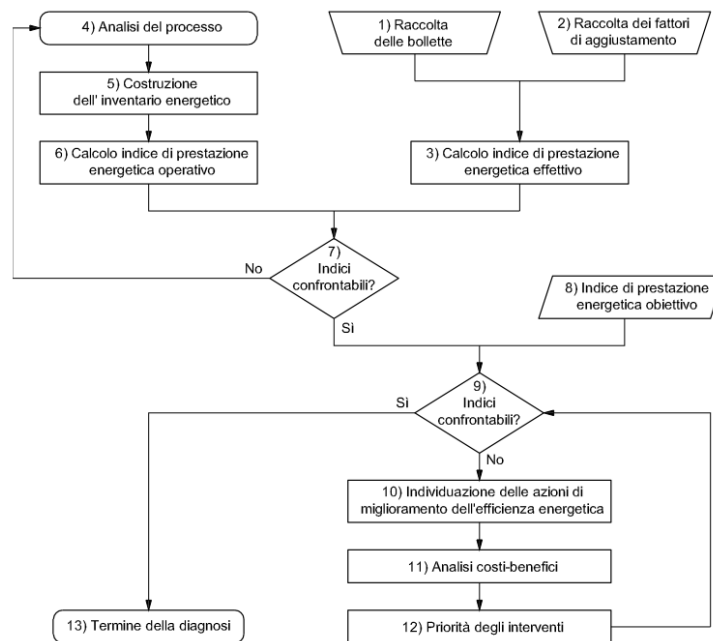 4) Analisi del processo
1) Raccolta
delle bollette
2) Raccolta dei fattori
di aggiustamento
5) Costruzione
dell' inventario energetico
6) Calcolo indice di prestazione
energetica operativo
3) Calcolo indice di prestazione
energetica effettivo
7)
Indici
confrontabili?
No
Sì
8) Indice di prestazione
energetica obiettivo
9)
Indici
confrontabili?
Sì
No
10) Individuazione delle azioni di
miglioramento dell'efficienza energetica
11) Analisi costi-benefici
12) Priorità degli interventi
13) Termine della diagnosi